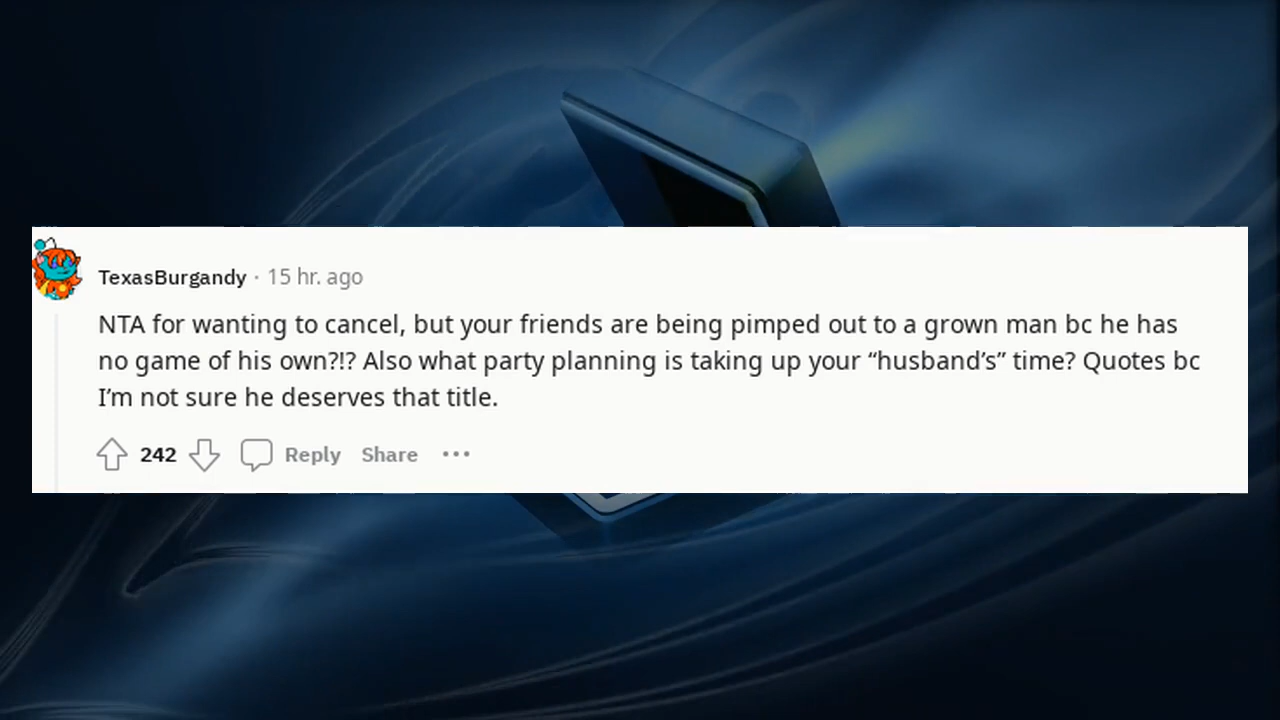 TexasBurgandy · 15 hr. ago
NTA for wanting to cancel, but your friends are being pimped out to a grown man bc he has
no game of his own?!? Also what party planning is taking up your “husband’s” time? Quotes bc
I’m not sure he deserves that title.
242 Reply Share •••